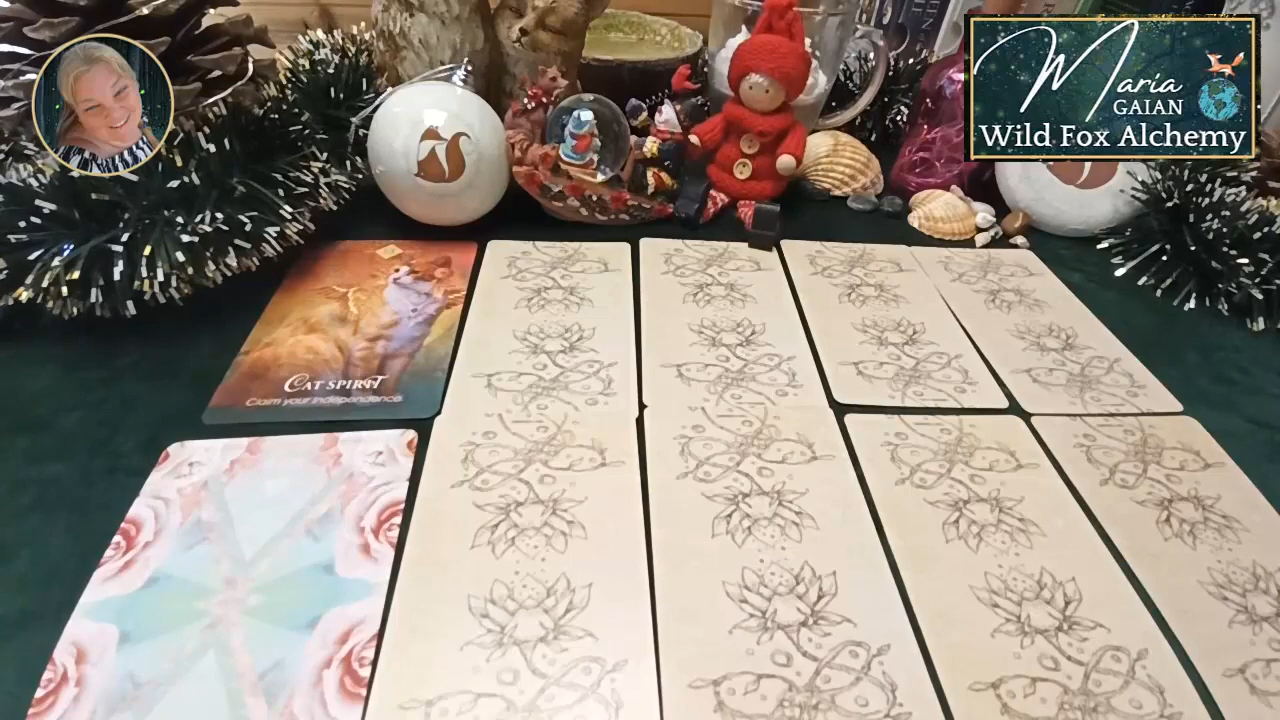 Maria
GAIAN
Wild Fox Alchemy
CAT SPIRIT
Claim your independence